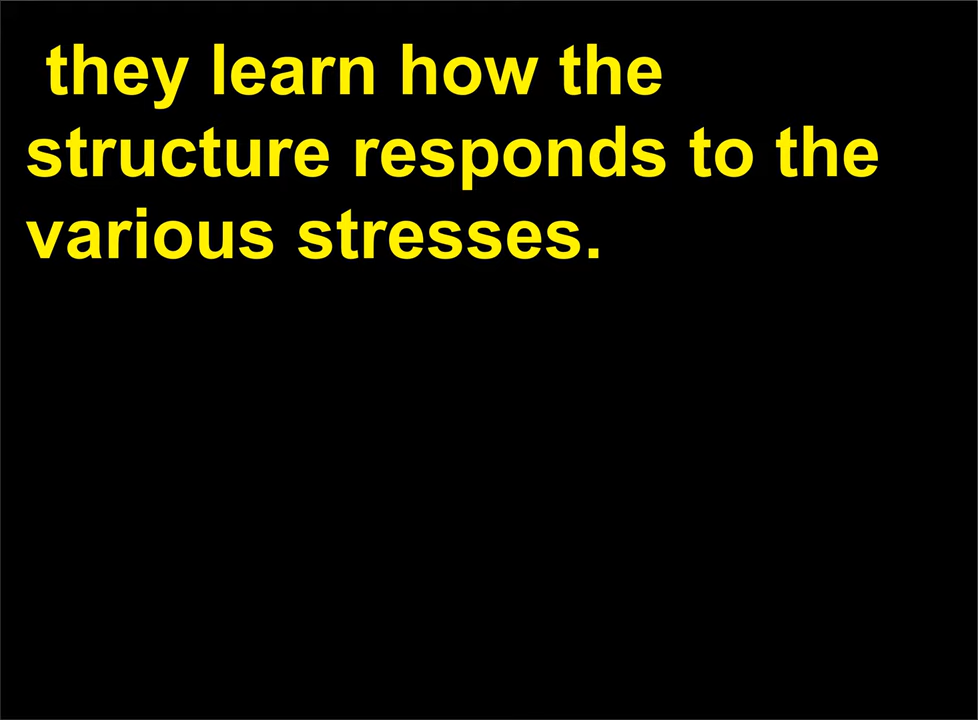 they learn how the
structure responds to the
various stresses.